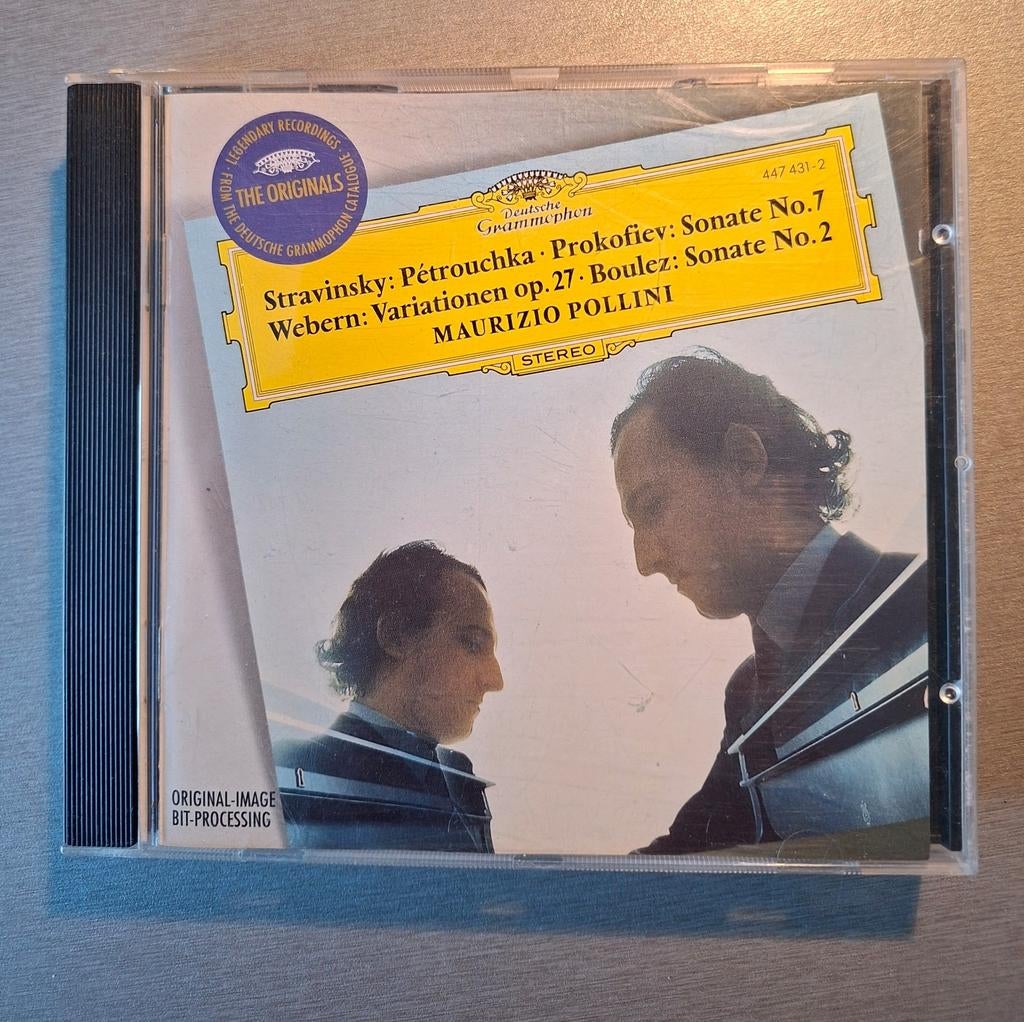 LEGENDARY RECORDINGS ·
THE ORIGINALS
· FROM THE DEUTSCHE GRAMMOPHON CATALOGUE
447 431-2
Deutsche
Grammophon
Stravinsky: Pétrouchka · Prokofiev: Sonate No.7
Webern: Variationen op.27 · Boulez: Sonate No.2
MAURIZIO POLLINI
STEREO
ORIGINAL-IMAGE
BIT-PROCESSING